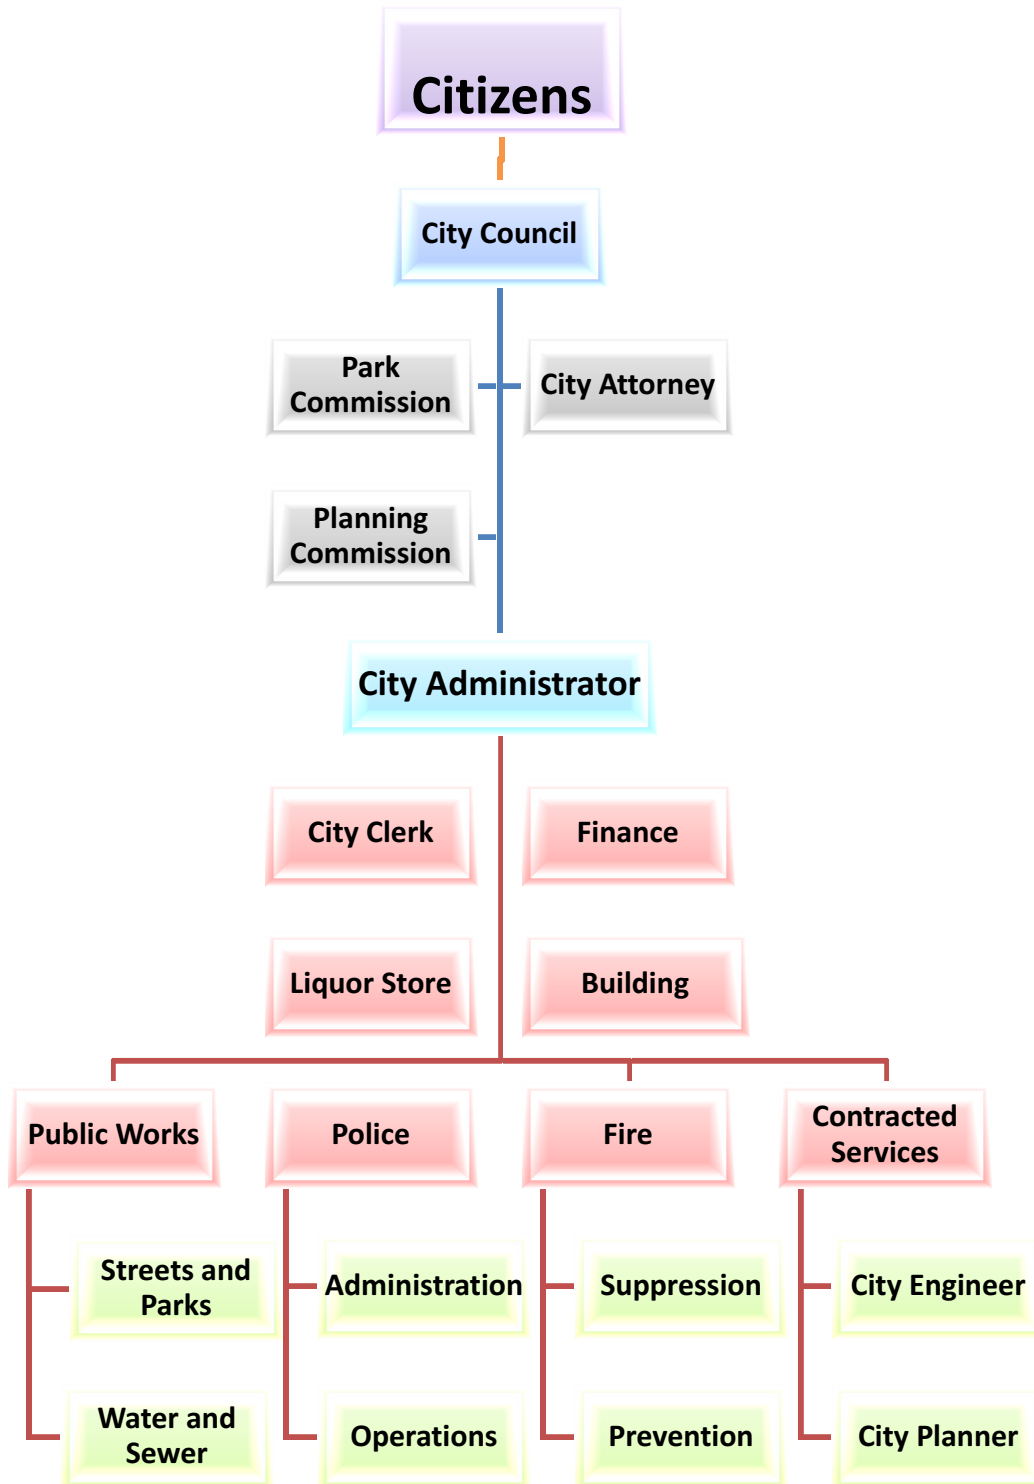 Citizens
City Council
Park
Commission
City Attorney
Planning
Commission
City Administrator
City Clerk
Finance
Liquor Store
Building
Public Works
Police
Fire
Contracted
Services
Streets and
Parks
Administration
Suppression
City Engineer
Water and
Sewer
Operations
Prevention
City Planner